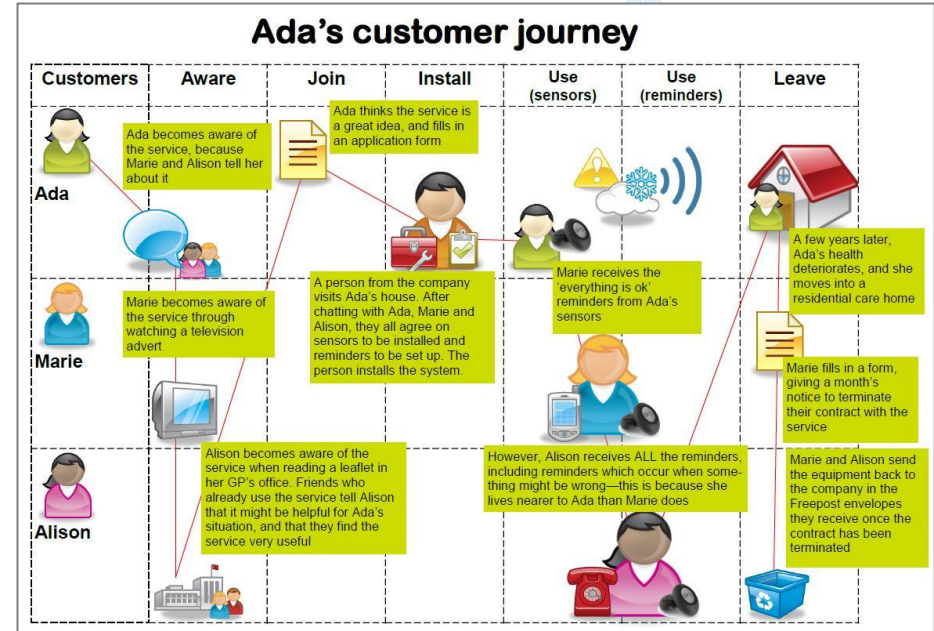 Ada's customer journey
Customers
Aware
Join
Install
Use
(sensors)
Use
(reminders)
Leave
Ada
Ada becomes aware of
the service, because
Marie and Alison tell her
about it
Ada thinks the service is
a great idea, and fills in
an application form
A person from the company
visits Ada's house. After
chatting with Ada, Marie and
Alison, they all agree on
sensors to be installed and
reminders to be set up. The
person installs the system.
A few years later,
Ada's health
deteriorates, and she
moves into a
residential care home
Marie
Marie becomes aware of
the service through
watching a television
advert
Marie receives the
'everything is ok'
reminders from Ada's
sensors
Marie fills in a form,
giving a month's
notice to terminate
their contract with the
service
Alison
Alison becomes aware of the
service when reading a leaflet in
her GP's office. Friends who
already use the service tell Alison
that it might be helpful for Ada's
situation, and that they find the
service very useful
However, Alison receives ALL the reminders,
including reminders which occur when some-
thing might be wrong—this is because she
lives nearer to Ada than Marie does
Marie and Alison send
the equipment back to
the company in the
Freepost envelopes
they receive once the
contract has been
terminated